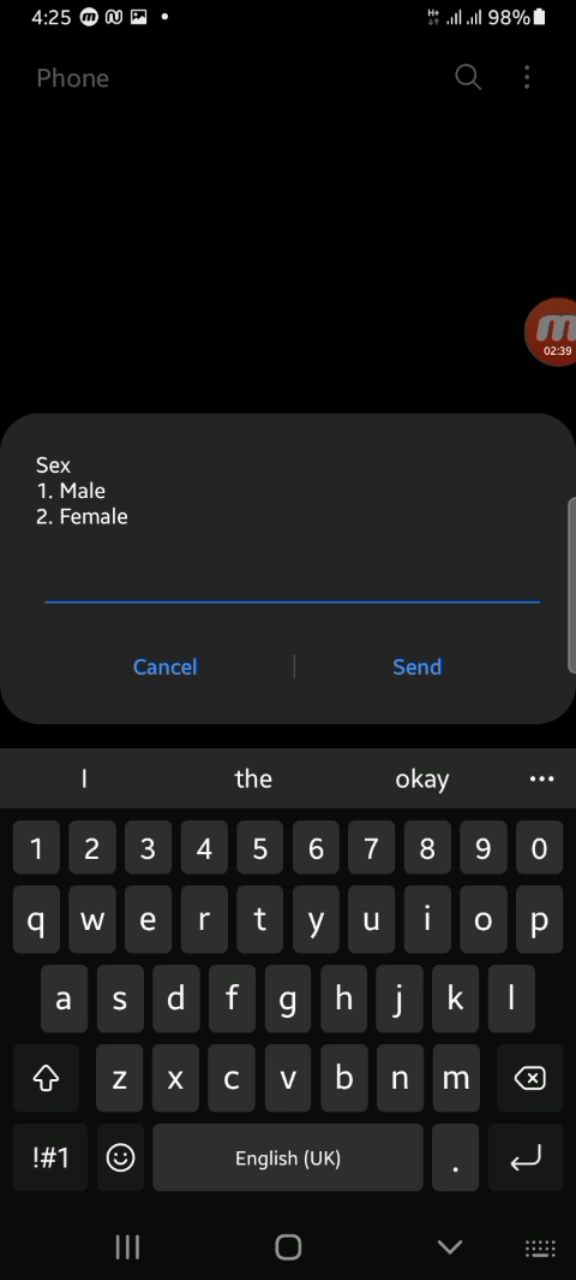 4:25 98%
Phone
02:39
Sex
1. Male
2. Female
Cancel Send
I the okay
1 2 3 4 5 6 7 8 9 0
q w e r t y u i o p
a s d f g h j k l
z x c v b n m
!#1 English (UK) .